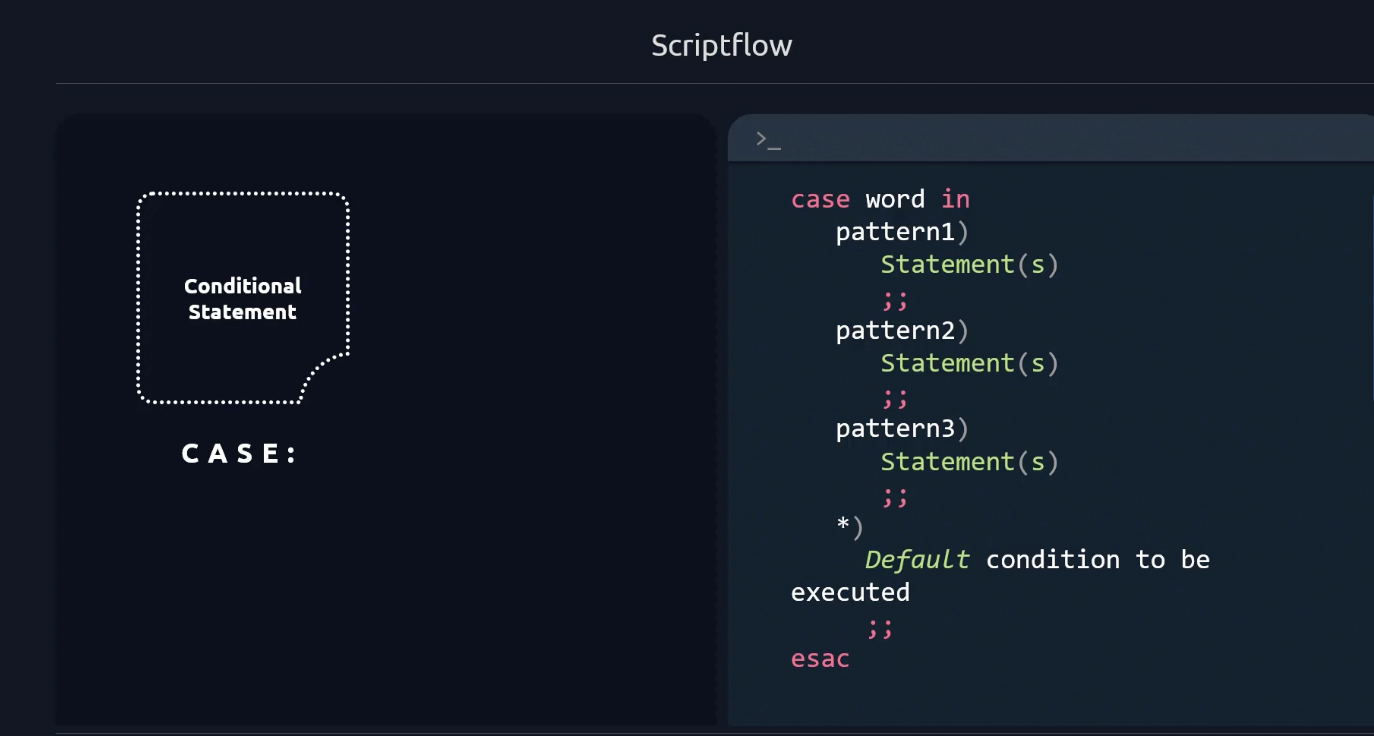 Scriptflow
Conditional
Statement
CASE:
>_
case word in
pattern1)
Statement(s)
;;
pattern2)
Statement(s)
;;
pattern3)
Statement(s)
;;
*)
Default condition to be
executed
;;
esac